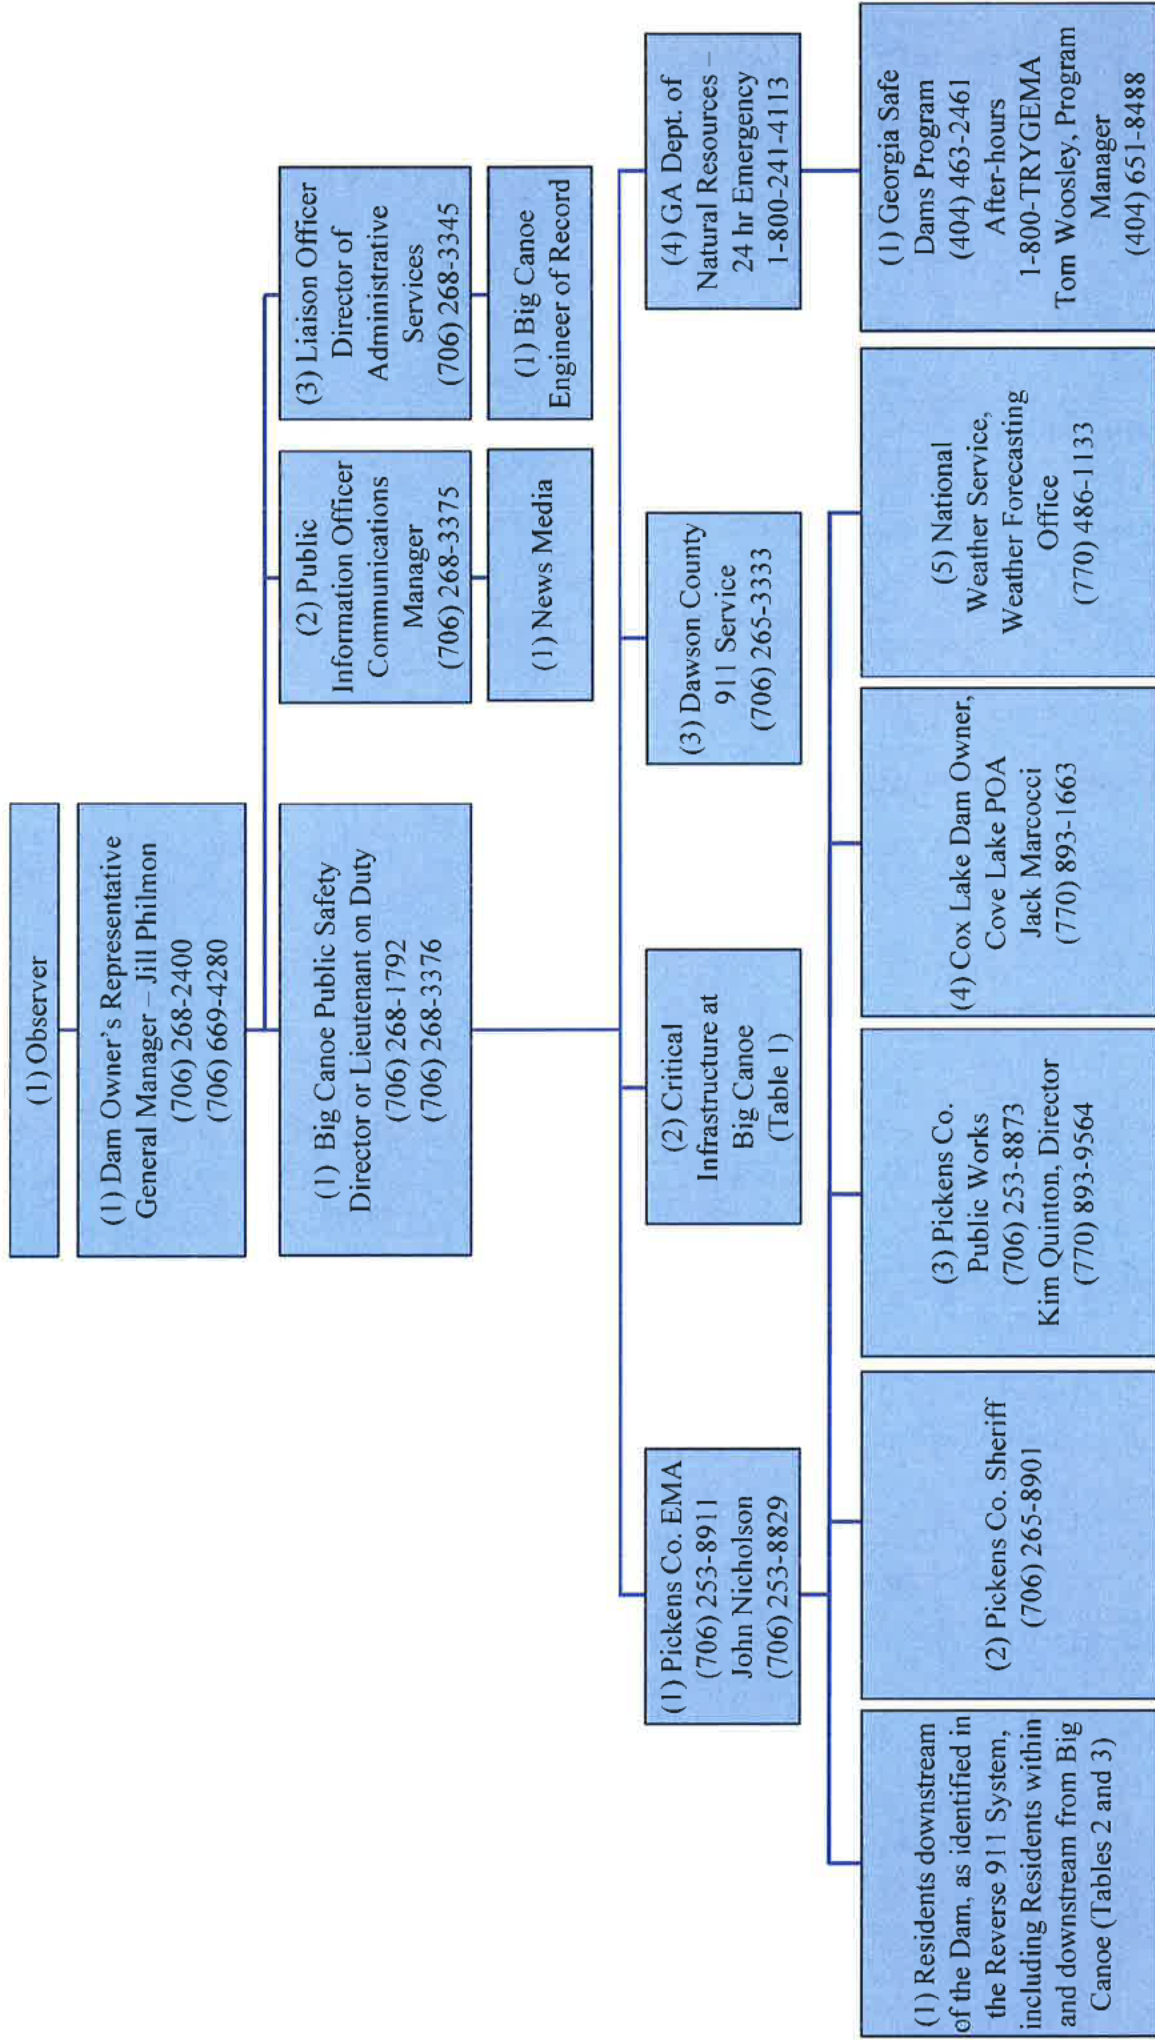 (1) Observer
(1) Dam Owner's Representative
General Manager – Jill Philmon
(706) 268-2400
(706) 669-4280
(1) Big Canoe Public Safety
Director or Lieutenant on Duty
(706) 268-1792
(706) 268-3376
(2) Public
Information Officer
Communications
Manager
(706) 268-3375
(3) Liaison Officer
Director of
Administrative
Services
(706) 268-3345
(1) News Media
(1) Big Canoe
Engineer of Record
(1) Pickens Co. EMA
(706) 253-8911
John Nicholson
(706) 253-8829
(2) Critical
Infrastructure at
Big Canoe
(Table 1)
(3) Dawson County
911 Service
(706) 265-3333
(4) GA Dept. of
Natural Resources –
24 hr Emergency
1-800-241-4113
(1) Residents downstream
of the Dam, as identified in
the Reverse 911 System,
including Residents within
and downstream from Big
Canoe (Tables 2 and 3)
(2) Pickens Co. Sheriff
(706) 265-8901
(3) Pickens Co.
Public Works
(706) 253-8873
Kim Quinton, Director
(770) 893-9564
(4) Cox Lake Dam Owner,
Cove Lake POA
Jack Marcocci
(770) 893-1663
(5) National
Weather Service,
Weather Forecasting
Office
(770) 486-1133
(1) Georgia Safe
Dams Program
(404) 463-2461
After-hours
1-800-TRYGEMA
Tom Woosley, Program
Manager
(404) 651-8488